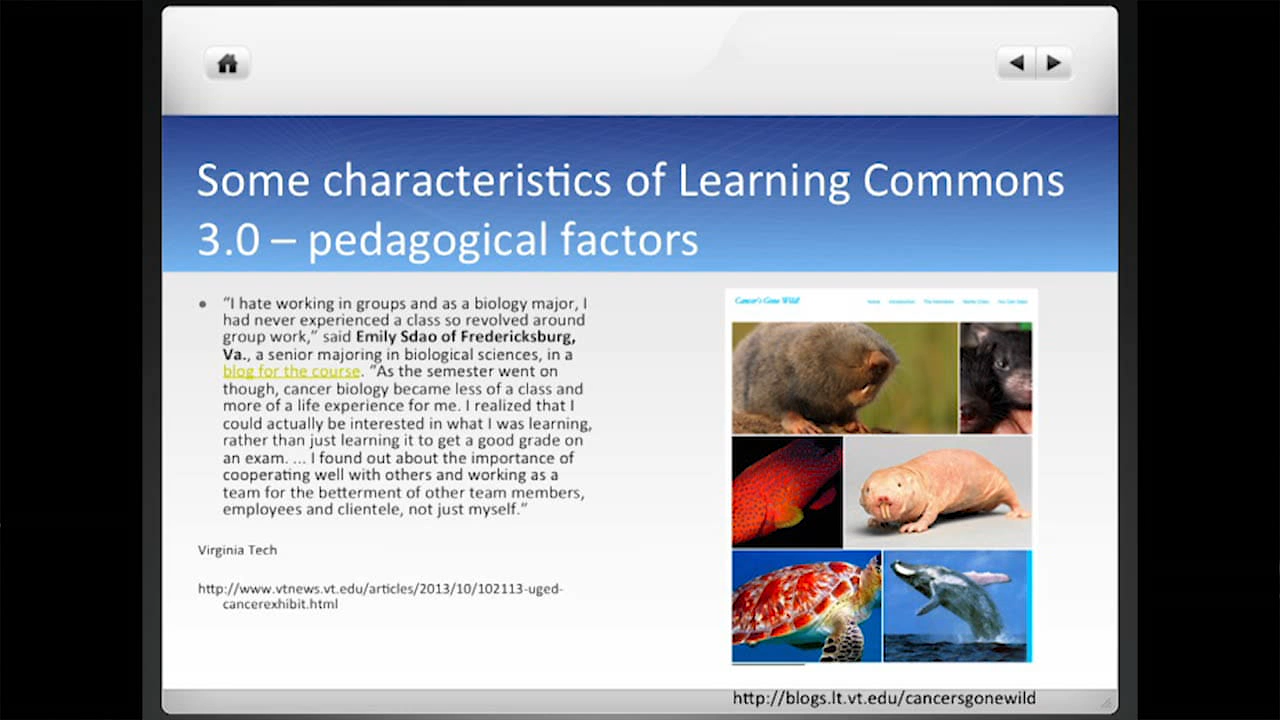 Some characteristics of Learning Commons
3.0 – pedagogical factors
• “I hate working in groups and as a biology major, I
had never experienced a class so revolved around
group work,” said Emily Sdao of Fredericksburg,
Va., a senior majoring in biological sciences, in a
blog for the course. “As the semester went on
though, cancer biology became less of a class and
more of a life experience for me. I realized that I
could actually be interested in what I was learning,
rather than just learning it to get a good grade on
an exam. ... I found out about the importance of
cooperating well with others and working as a
team for the betterment of other team members,
employees and clientele, not just myself.”
Virginia Tech
http://www.vtnews.vt.edu/articles/2013/10/102113-uged-
cancerexhibit.html
Cancer's Gone Wild!
Home Introduction
http://blogs.lt.vt.edu/cancersgonewild